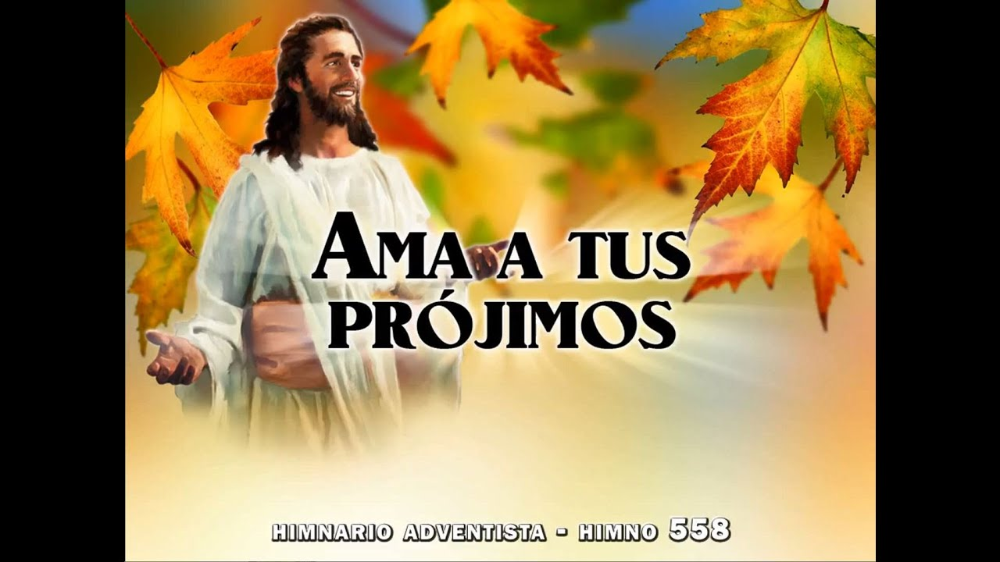 AMA A TUS
PRÓJIMOS
HIMNARIO ADVENTISTA - HIMNO 558